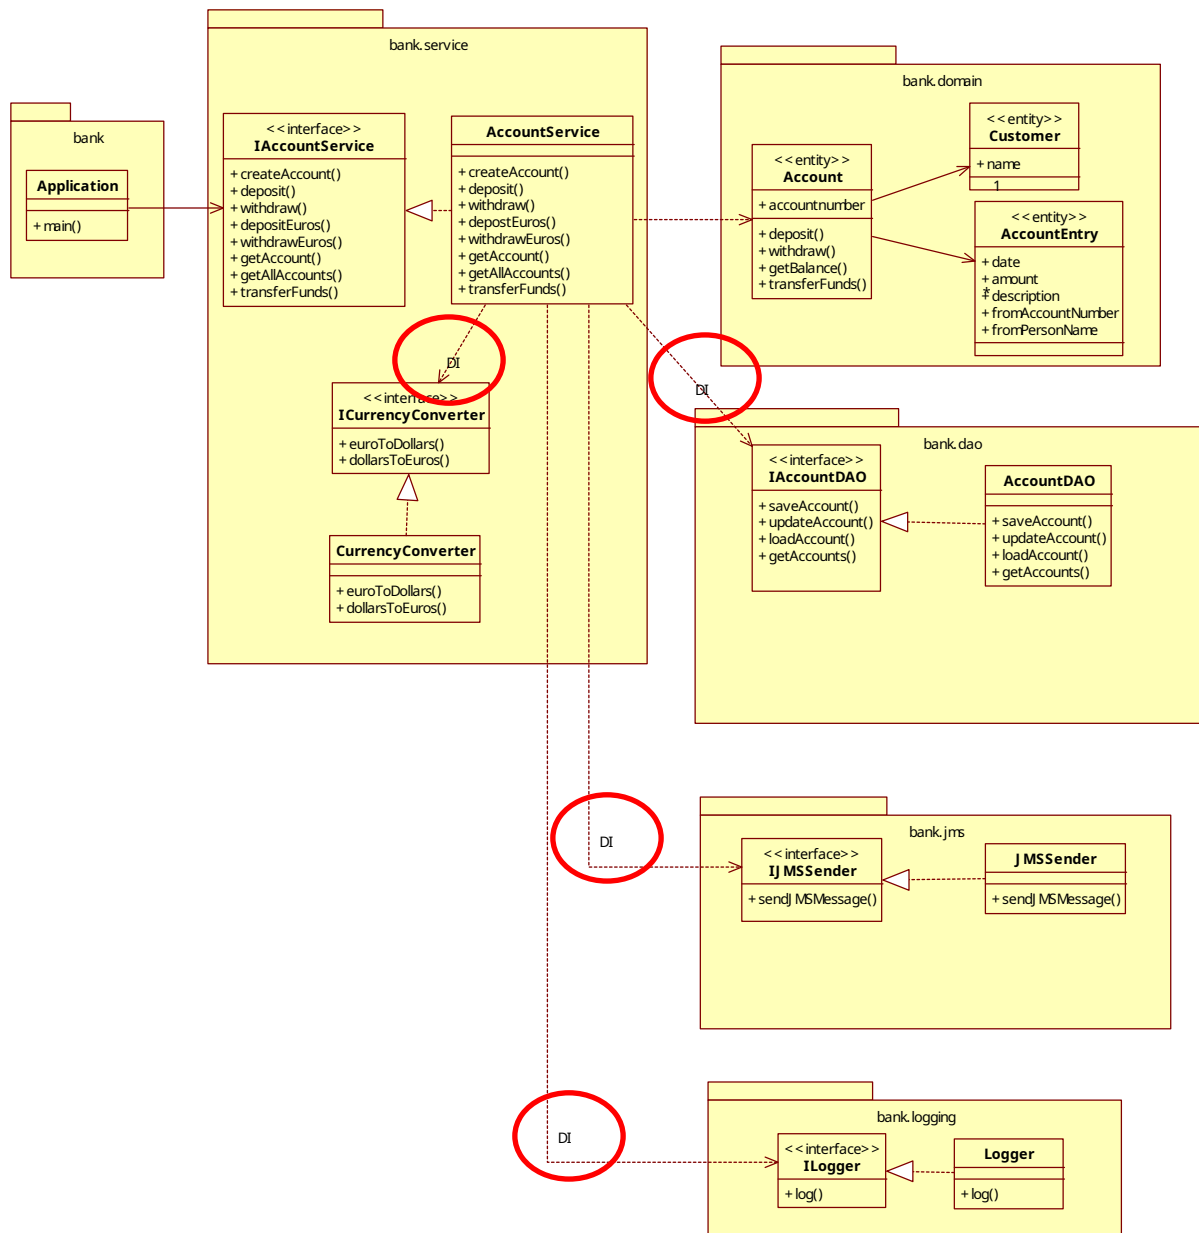 bank
Application
+ main()
bank.service
<<interface>>
IAccountService
+ createAccount()
+ deposit()
+ withdraw()
+ depositEuros()
+ withdrawEuros()
+ getAccount()
+ getAllAccounts()
+ transferFunds()
AccountService
+ createAccount()
+ deposit()
+ withdraw()
+ depostEuros()
+ withdrawEuros()
+ getAccount()
+ getAllAccounts()
+ transferFunds()
DI
<<interface>>
ICurrencyConverter
+ euroToDollars()
+ dollarsToEuros()
CurrencyConverter
+ euroToDollars()
+ dollarsToEuros()
bank.domain
<<entity>>
Account
+ accountnumber
+ deposit()
+ withdraw()
+ getBalance()
+ transferFunds()
<<entity>>
Customer
+ name
1
<<entity>>
AccountEntry
+ date
+ amount
*
+ description
+ fromAccountNumber
+ fromPersonName
DI
bank.dao
<<interface>>
IAccountDAO
+ saveAccount()
+ updateAccount()
+ loadAccount()
+ getAccounts()
AccountDAO
+ saveAccount()
+ updateAccount()
+ loadAccount()
+ getAccounts()
DI
bank.jms
<<interface>>
IJMSSender
+ sendJMSMessage()
JMSSender
+ sendJMSMessage()
DI
bank.logging
<<interface>>
ILogger
+ log()
Logger
+ log()